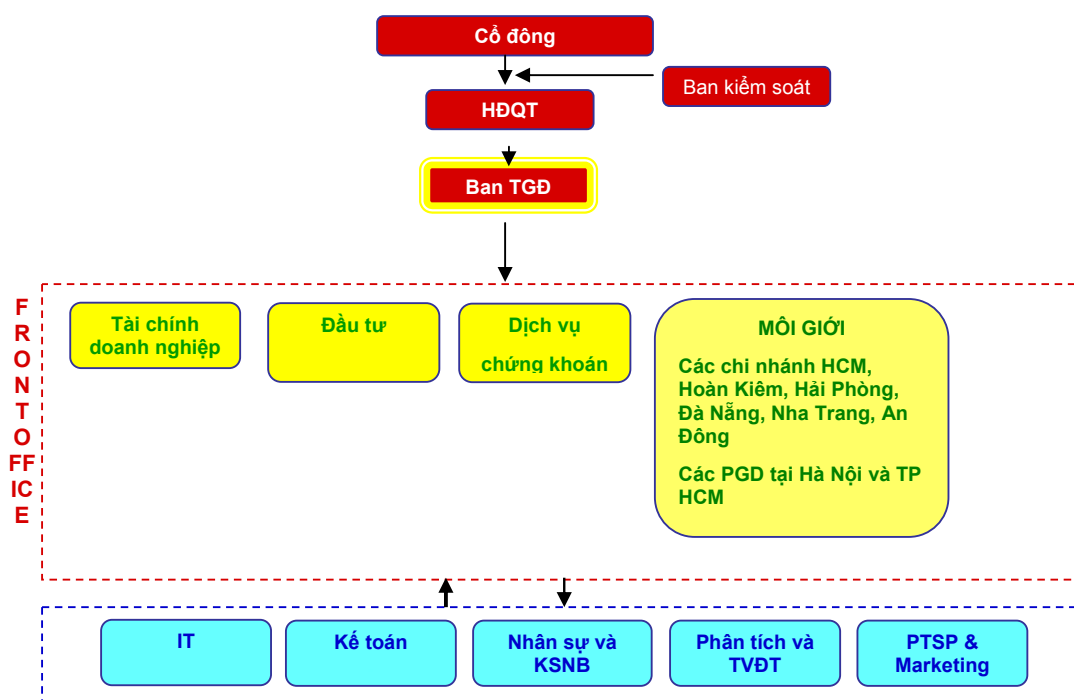 Cổ đông
Ban kiểm soát
HĐQT
Ban TGĐ
F
R
O
N
T
O
FF
IC
E
Tài chính
doanh nghiệp
Đầu tư
Dịch vụ
chứng khoán
MÔI GIỚI
Các chi nhánh HCM,
Hoàn Kiêm, Hải Phòng,
Đà Nẵng, Nha Trang, An
Đông
Các PGD tại Hà Nội và TP
HCM
IT
Kế toán
Nhân sự và
KSNB
Phân tích và
TVĐT
PTSP &
Marketing